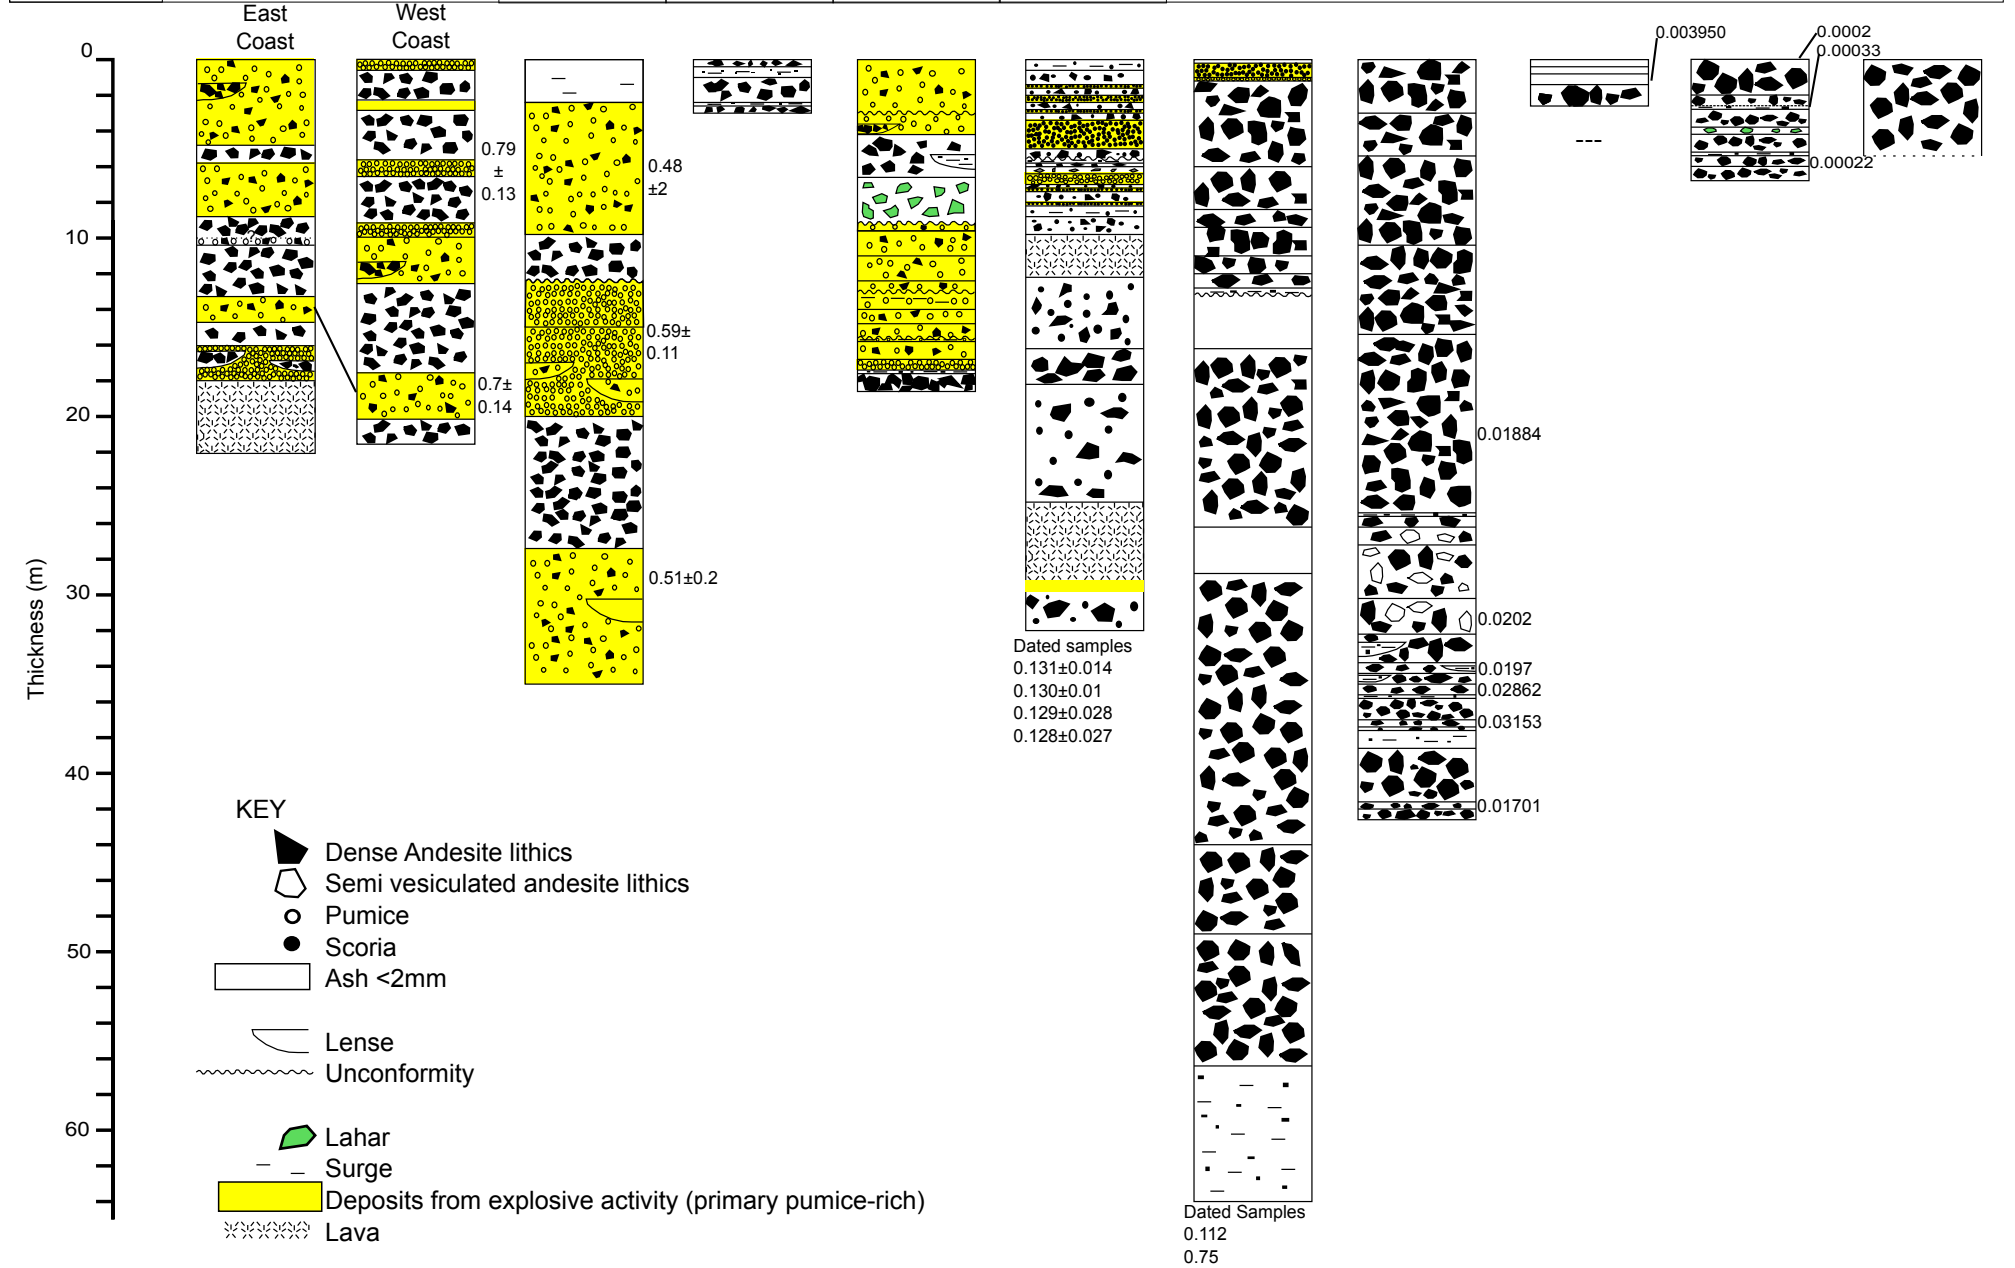 East
Coast
West
Coast
0
10
20
30
40
50
60
Thickness (m)
0.79
±
0.13
0.7±
0.14
0.48
±2
0.59±
0.11
0.51±0.2
Dated samples
0.131±0.014
0.130±0.01
0.129±0.028
0.128±0.027
Dated Samples
0.112
0.75
0.01884
0.0202
0.0197
0.02862
0.03153
0.01701
0.003950
0.0002
0.00033
0.00022
KEY
Dense Andesite lithics
Semi vesiculated andesite lithics
Pumice
Scoria
Ash <2mm
Lense
Unconformity
Lahar
Surge
Deposits from explosive activity (primary pumice-rich)
Lava